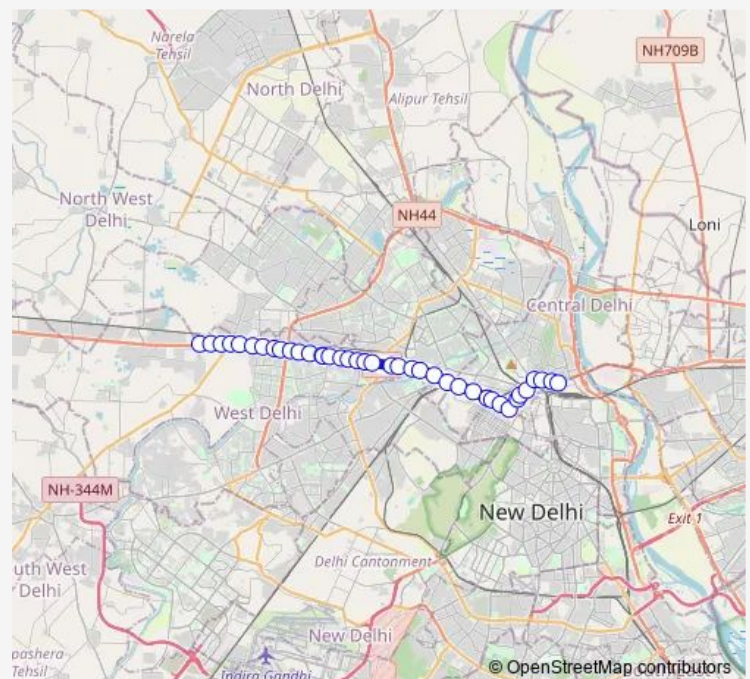 Narela
Tehsil
NH709B
North Delhi
Alipur Tehsil
North West
Delhi
NH44
Loni
Central Delhi
West Delhi
NH-344M
New Delhi
Exit 1
uth West
Delhi
Delhi Cantonment
New Delhi
pashera
Tehsil
Indira Gandhi
© OpenStreetMap contributors